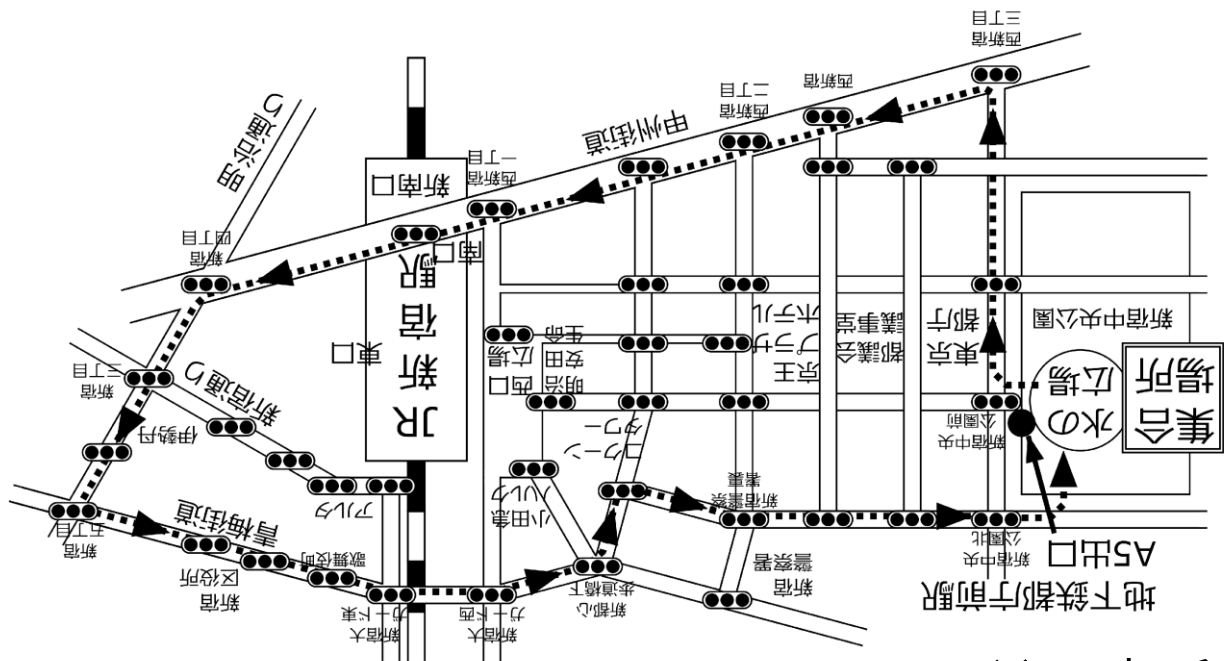 地下鉄都庁前駅
A5出口
新宿中央
公園北
新宿
警察署
新都心
歩道橋下
新宿大
ガード西
新宿大
ガード東
歌舞伎町
新宿
区役所
青梅街道
新宿
五丁目
集合
場所
水の
広場
新宿中央公園
新宿中央
公園前
東京
都庁
都議会
議事堂
京王
プラザ
ホテル
新宿警察
署裏
コクーン
タワー
明治
安田
生命
小田急
ハルク
西口
広場
JR新宿駅
東口
南口
新南口
アルタ
新宿通り
伊勢丹
新宿
三丁目
新宿
四丁目
明治通り
甲州街道
西新宿
一丁目
西新宿
二丁目
西新宿
西新宿
三丁目